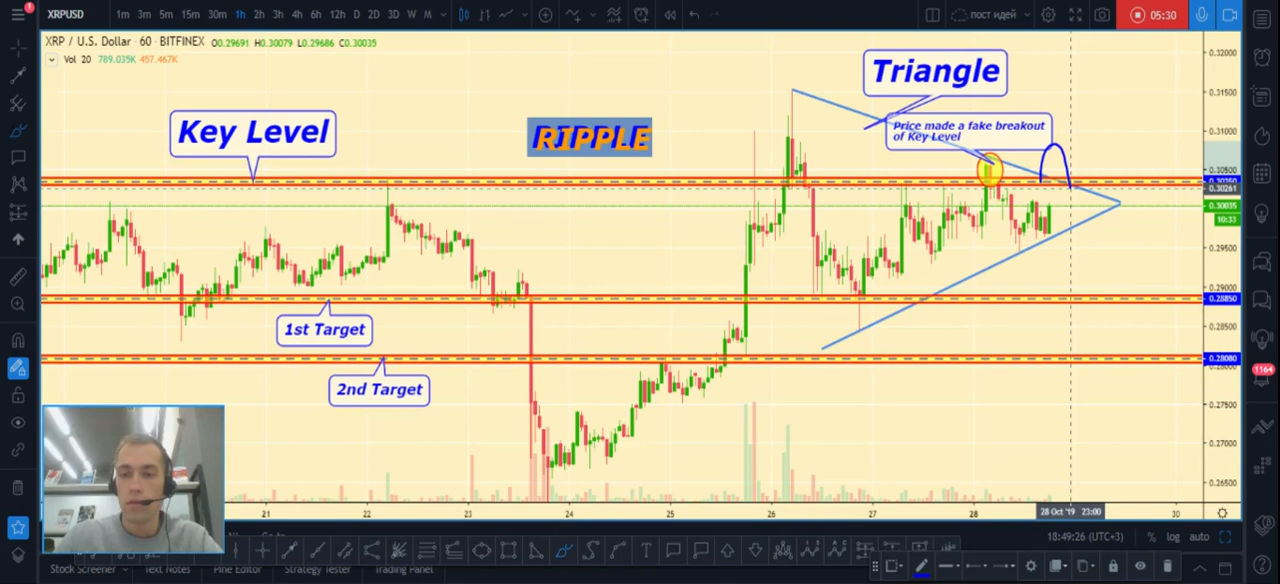 XRPUSD 1m 3m 5m 15m 30m 1h 2h 3h 4h 6h 12h D 2D 3D W M пост идей 05:30
XRP / U.S. Dollar · 60 · BITFINEX O0.29691 H0.30079 L0.29686 C0.30035
Vol 20 789.035K 457.467K
Triangle
Key Level
RIPPLE
Price made a fake breakout
of Key Level
1st Target
2nd Target
0.32000
0.31500
0.31000
0.30500
0.30261
0.30035
10:33
0.29500
0.29000
0.28850
0.28500
0.28080
0.28000
0.27500
0.27000
0.26500
1164
21 22 23 24 25 26 27 28 28 Oct '19 23:00 30
18:49:26 (UTC+3) % log auto
Stock Screener Text Notes Pine Editor Strategy Tester Trading Panel